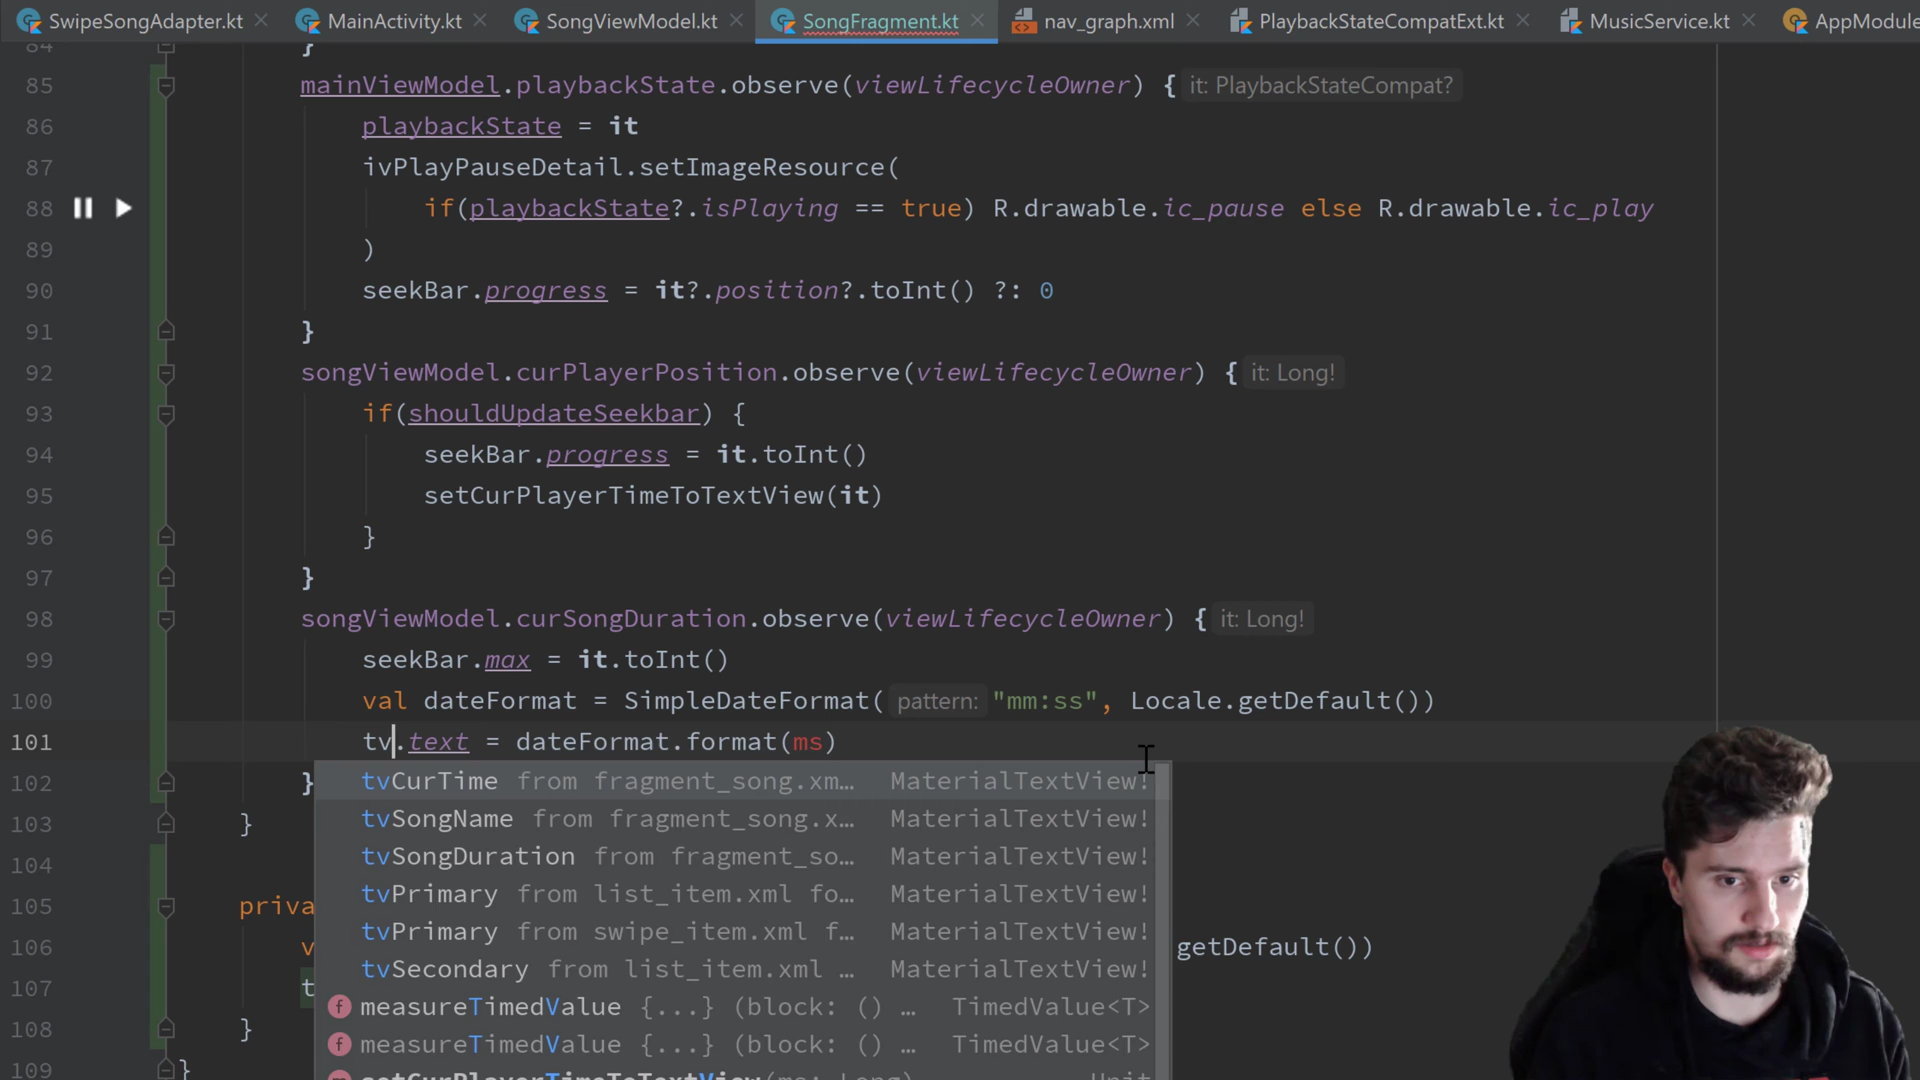 SwipeSongAdapter.kt MainActivity.kt SongViewModel.kt SongFragment.kt nav_graph.xml PlaybackStateCompatExt.kt MusicService.kt AppModule
84 }
85 mainViewModel.playbackState.observe(viewLifecycleOwner) { it: PlaybackStateCompat?
86 playbackState = it
87 ivPlayPauseDetail.setImageResource(
88 if(playbackState?.isPlaying == true) R.drawable.ic_pause else R.drawable.ic_play
89 )
90 seekBar.progress = it?.position?.toInt() ?: 0
91 }
92 songViewModel.curPlayerPosition.observe(viewLifecycleOwner) { it: Long!
93 if(shouldUpdateSeekbar) {
94 seekBar.progress = it.toInt()
95 setCurPlayerTimeToTextView(it)
96 }
97 }
98 songViewModel.curSongDuration.observe(viewLifecycleOwner) { it: Long!
99 seekBar.max = it.toInt()
100 val dateFormat = SimpleDateFormat( pattern: "mm:ss", Locale.getDefault())
101 tv.text = dateFormat.format(ms)
102 } tvCurTime from fragment_song.xm… MaterialTextView!
103 } tvSongName from fragment_song.x… MaterialTextView!
104 tvSongDuration from fragment_so… MaterialTextView!
105 priva tvPrimary from list_item.xml fo… MaterialTextView!
106 v tvPrimary from swipe_item.xml f… MaterialTextView! getDefault())
107 t tvSecondary from list_item.xml … MaterialTextView!
108 } f measureTimedValue {...} (block: () … TimedValue<T>
f measureTimedValue {...} (block: () … TimedValue<T>
109 } setCurPlayerTimeToTextView(ms: Long) Unit